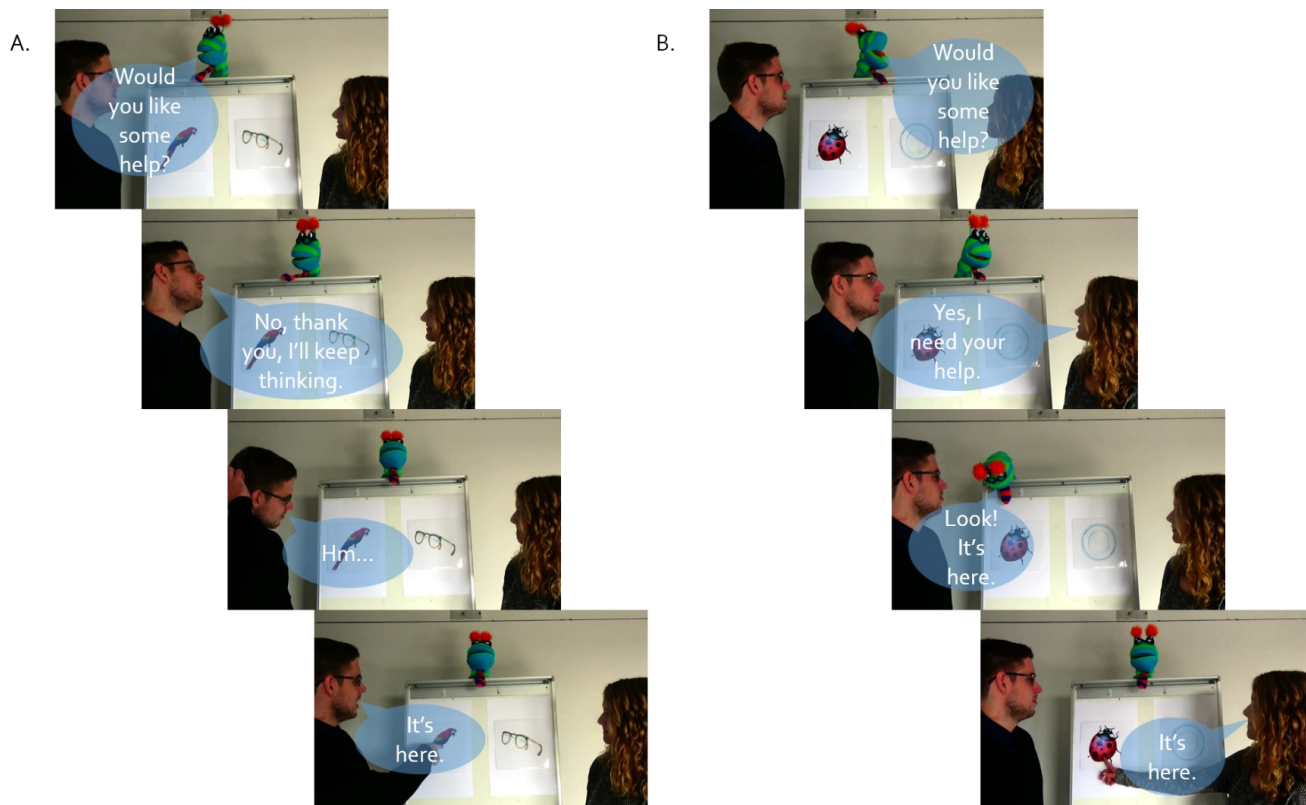 A.
Would
you like
some
help?
No, thank
you, I'll keep
thinking.
Hm...
It's
here.
B.
Would
you like
some
help?
Yes, I
need your
help.
Look!
It's
here.
It's
here.